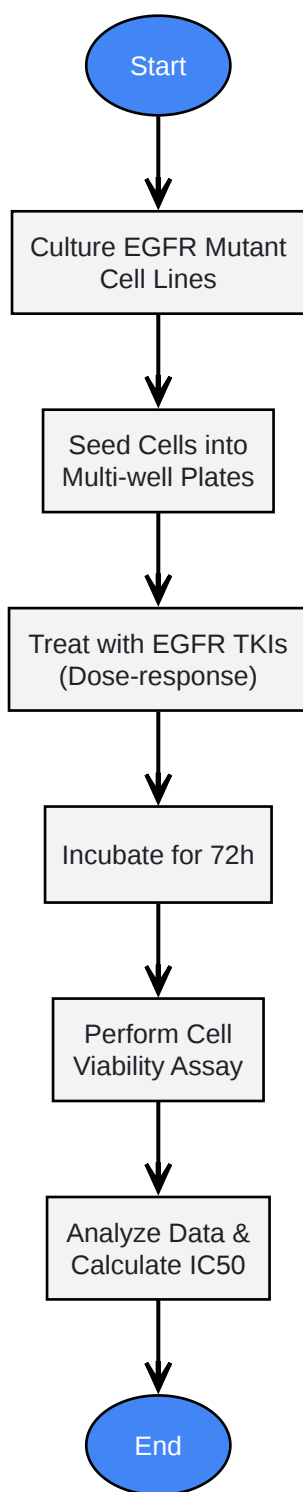 Start
Culture EGFR Mutant
Cell Lines
Seed Cells into
Multi-well Plates
Treat with EGFR TKIs
(Dose-response)
Incubate for 72h
Perform Cell
Viability Assay
Analyze Data &
Calculate IC50
End